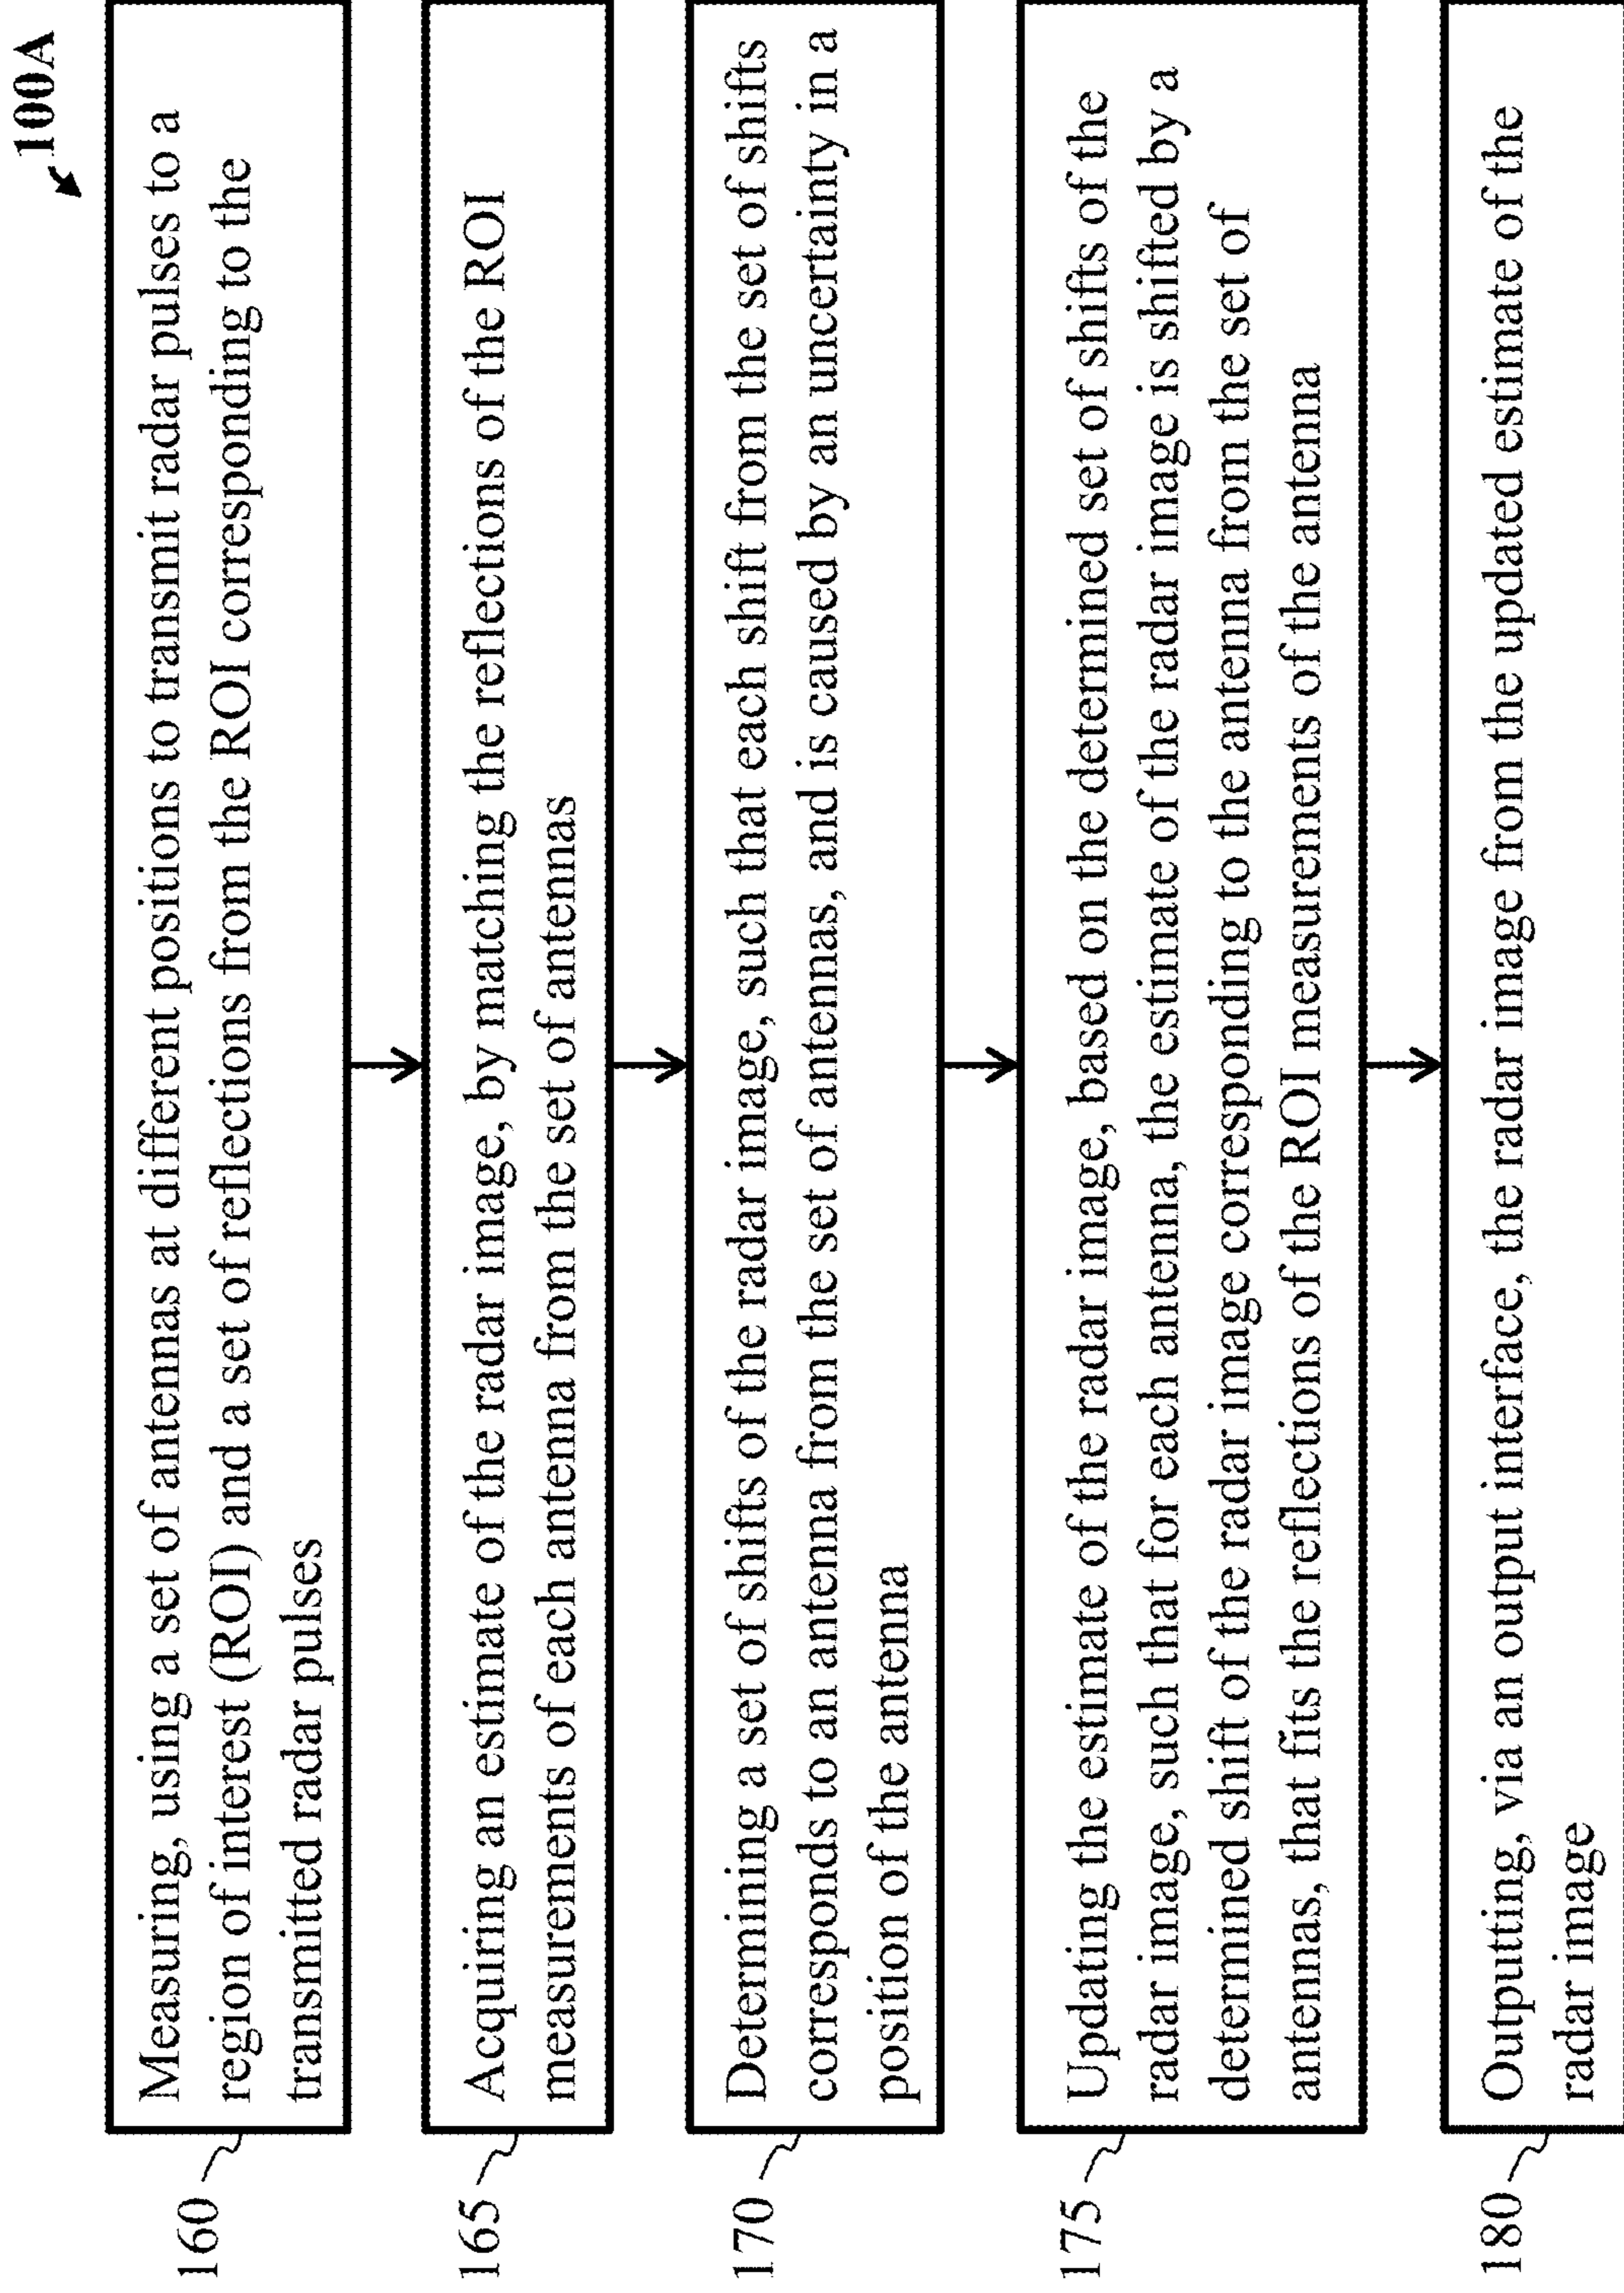 100A
160
Measuring, using a set of antennas at different positions to transmit radar pulses to a
region of interest (ROI) and a set of reflections from the ROI corresponding to the
transmitted radar pulses
165
Acquiring an estimate of the radar image, by matching the reflections of the ROI
measurements of each antenna from the set of antennas
170
Determining a set of shifts of the radar image, such that each shift from the set of shifts
corresponds to an antenna from the set of antennas, and is caused by an uncertainty in a
position of the antenna
175
Updating the estimate of the radar image, based on the determined set of shifts of the
radar image, such that for each antenna, the estimate of the radar image is shifted by a
determined shift of the radar image corresponding to the antenna from the set of
antennas, that fits the reflections of the ROI measurements of the antenna
180
Outputting, via an output interface, the radar image from the updated estimate of the
radar image